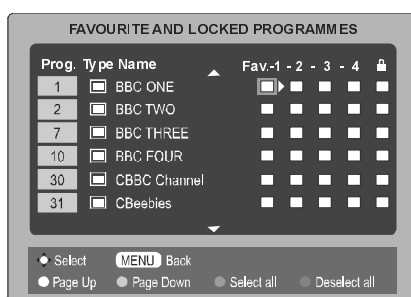 FAVOURITE AND LOCKED PROGRAMMES
Prog. Type Name Fav.-1 - 2 - 3 - 4
1 BBC ONE
2 BBC TWO
7 BBC THREE
10 BBC FOUR
30 CBBC Channel
31 CBeebies
Select MENU Back
Page Up Page Down Select all Deselect all